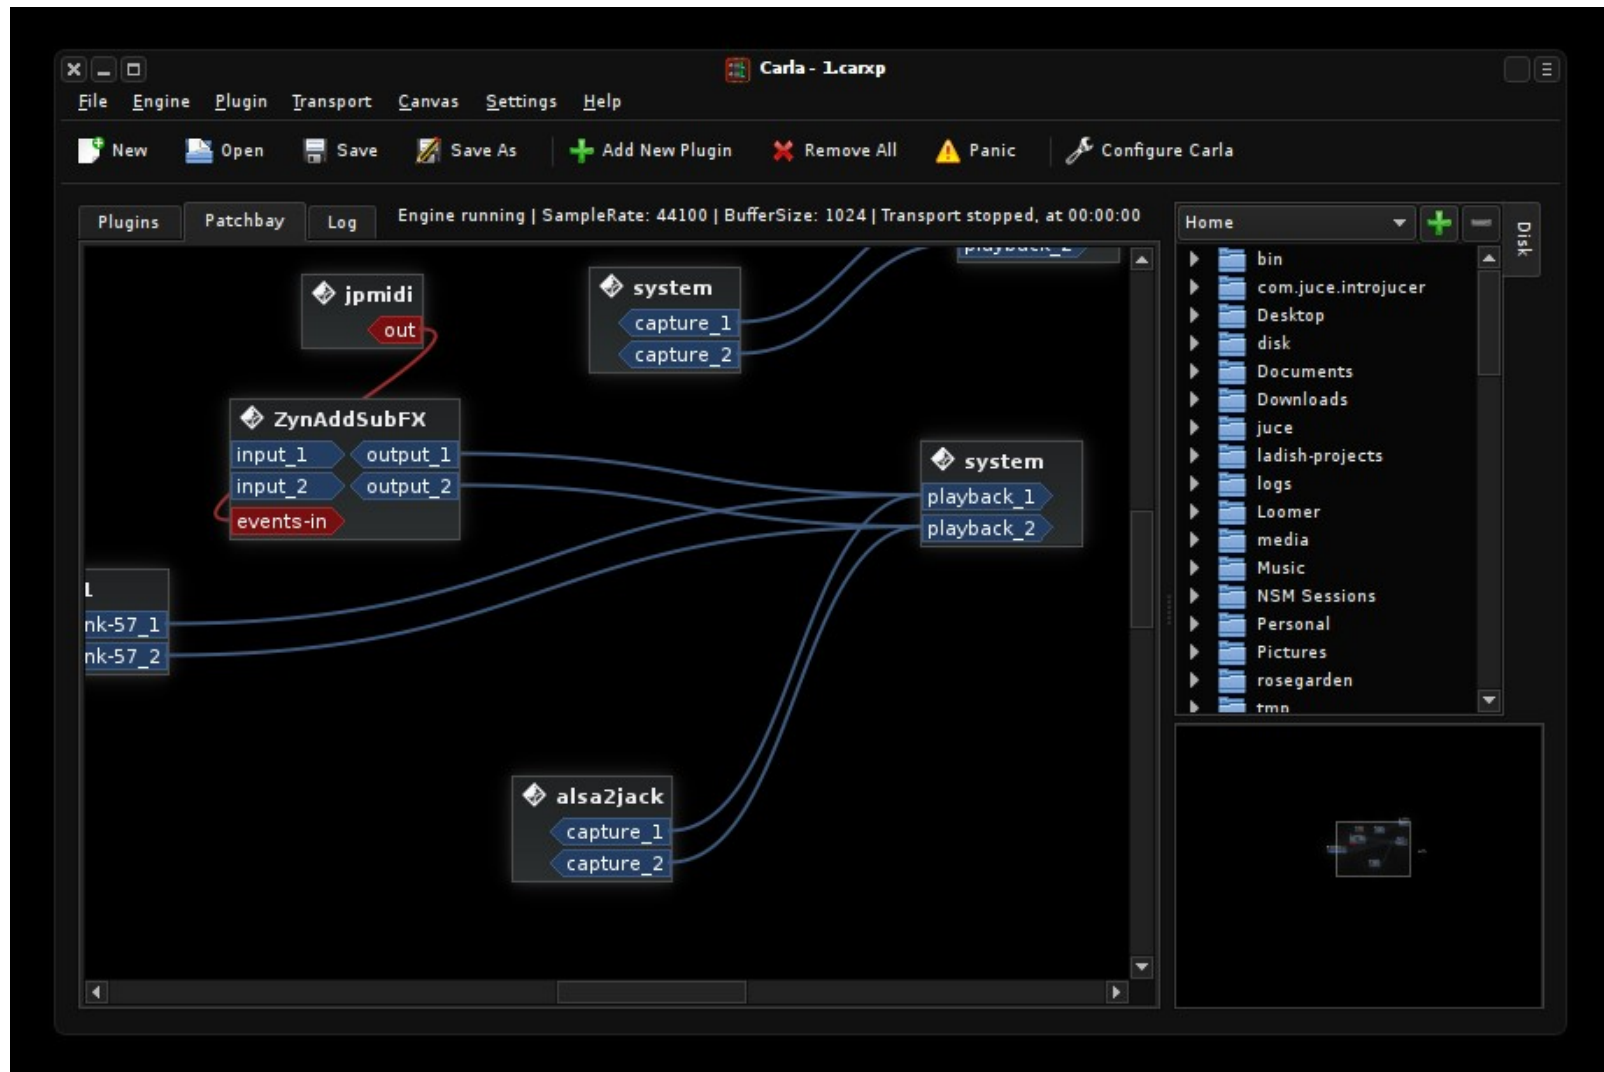 Carla - 1.carxp
File Engine Plugin Transport Canvas Settings Help
New Open Save Save As Add New Plugin Remove All Panic Configure Carla
Plugins Patchbay Log Engine running | SampleRate: 44100 | BufferSize: 1024 | Transport stopped, at 00:00:00
Home
Disk
playback_2
jpmidi
out
system
capture_1
capture_2
ZynAddSubFX
input_1 output_1
input_2 output_2
events-in
system
playback_1
playback_2
1
nk-57_1
nk-57_2
alsa2jack
capture_1
capture_2
bin
com.juce.introjucer
Desktop
disk
Documents
Downloads
juce
ladish-projects
logs
Loomer
media
Music
NSM Sessions
Personal
Pictures
rosegarden
tmp